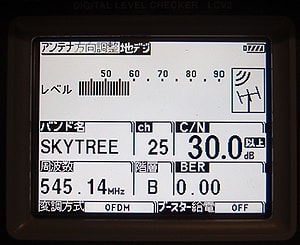 DIGITAL LEVEL CHECKER LCV2
アンテナ方向調整地デジ
50 60 .70 .80 .90
レベル
バンド名 ch C/N
SKYTREE 25 30.0 以上 dB
周波数 階層 BER
545.14MHz B 0.00
変調方式 OFDM ブースター給電 OFF